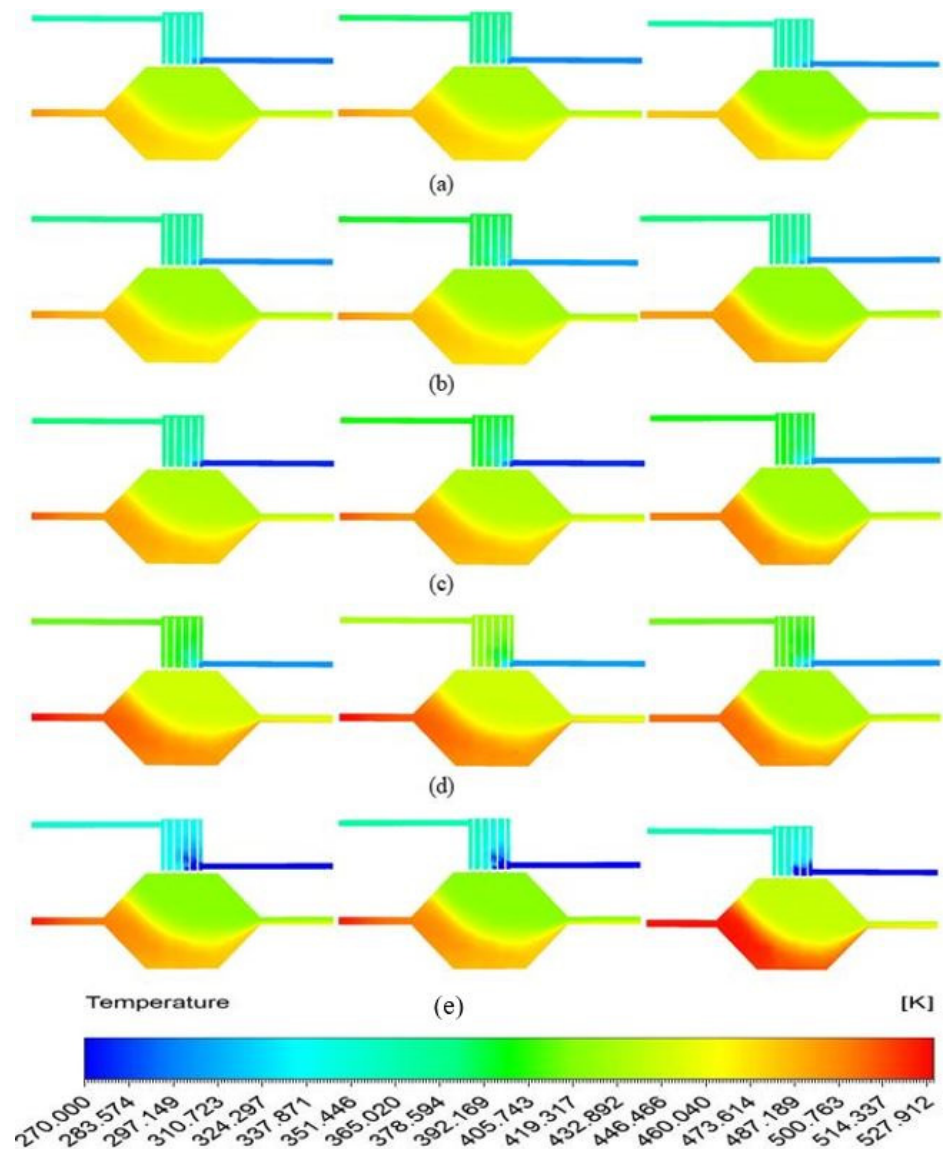 (a)
(b)
(c)
(d)
(e)
Temperature [K]
270.000 283.574 297.149 310.723 324.297 337.871 351.446 365.020 378.594 392.169 405.743 419.317 432.892 446.466 460.040 473.614 487.189 500.763 514.337 527.912